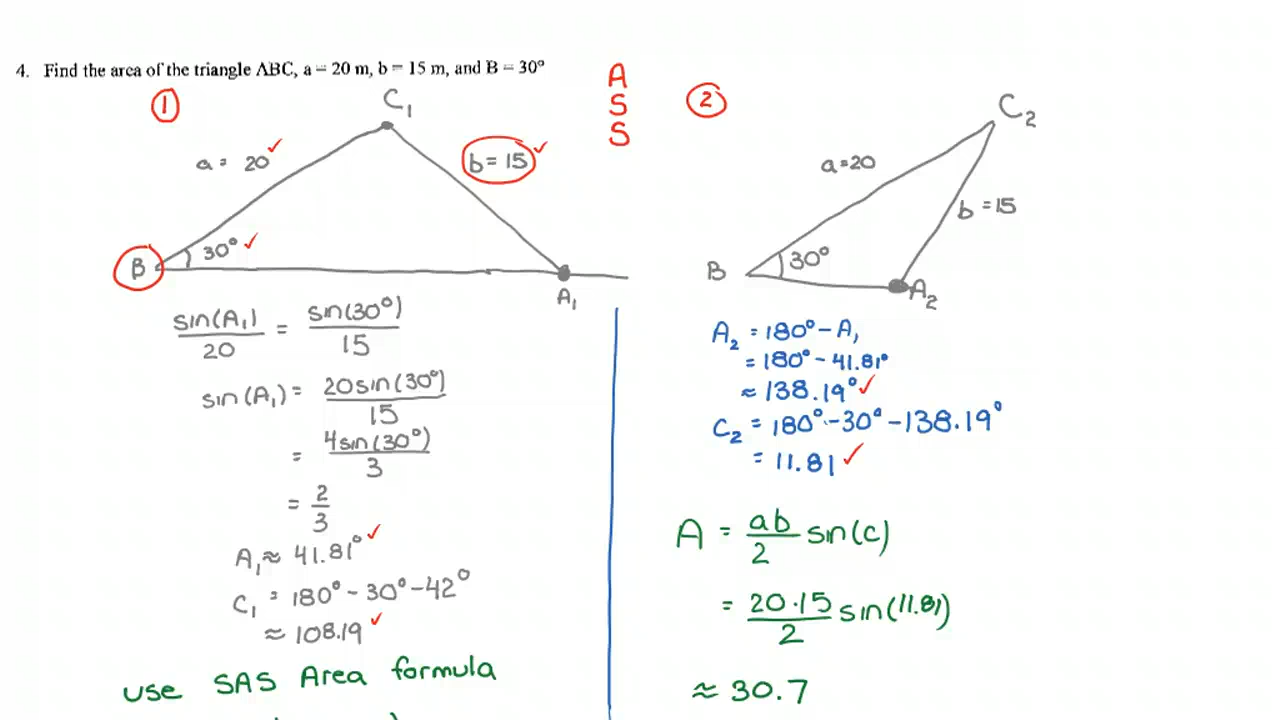 4. Find the area of the triangle ABC, a = 20 m, b = 15 m, and B = 30°
①
C₁
a = 20 ✓
b = 15 ✓
B
30° ✓
A₁
sin(A₁)/20 = sin(30°)/15
sin(A₁) = 20sin(30°)/15
= 4sin(30°)/3
= 2/3
A₁ ≈ 41.81° ✓
C₁ = 180° - 30° - 42°
≈ 108.19 ✓
use SAS Area formula
A
S
S
②
C₂
a=20
b = 15
B
30°
A₂
A₂ = 180° - A₁
= 180° - 41.81°
≈ 138.19° ✓
C₂ = 180° - 30° - 138.19°
= 11.81 ✓
A = ab/2 sin(C)
= 20·15/2 sin(11.81)
≈ 30.7